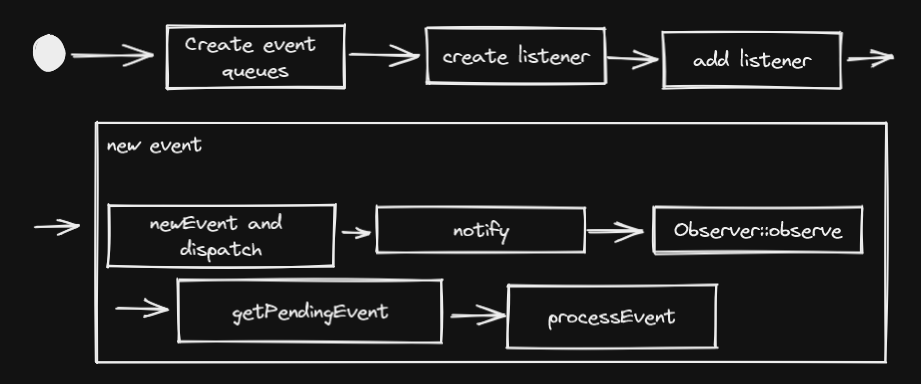 Create event
queues
create listener
add listener
new event
newEvent and
dispatch
notify
Observer::observe
getPendingEvent
processEvent